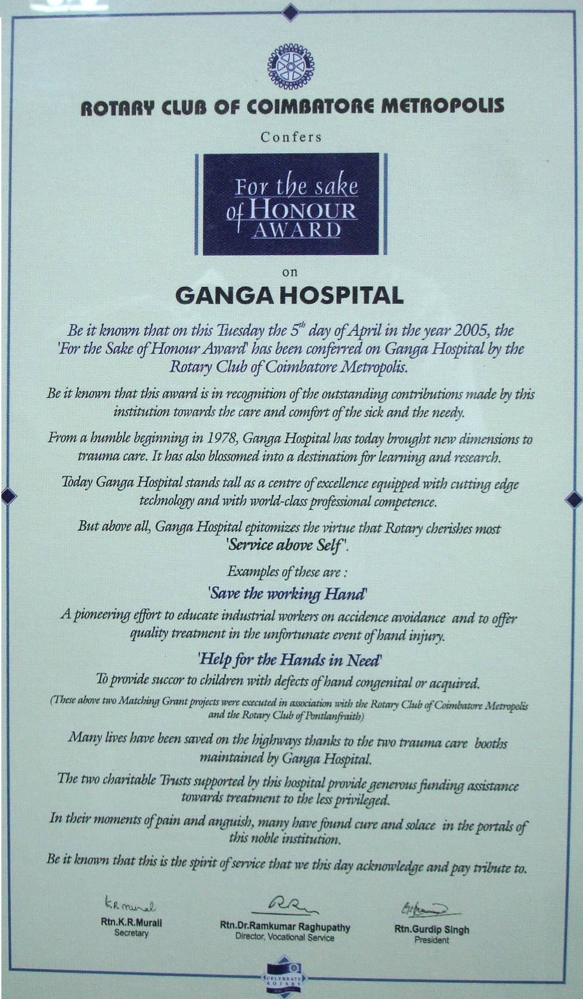 ROTARY INTERNATIONAL
ROTARY CLUB OF COIMBATORE METROPOLIS
Confers
For the sake
of HONOUR
AWARD
on
GANGA HOSPITAL
Be it known that on this Tuesday the 5th day of April in the year 2005, the
'For the Sake of Honour Award' has been conferred on Ganga Hospital by the
Rotary Club of Coimbatore Metropolis.
Be it known that this award is in recognition of the outstanding contributions made by this
institution towards the care and comfort of the sick and the needy.
From a humble beginning in 1978, Ganga Hospital has today brought new dimensions to
trauma care. It has also blossomed into a destination for learning and research.
Today Ganga Hospital stands tall as a centre of excellence equipped with cutting edge
technology and with world-class professional competence.
But above all, Ganga Hospital epitomizes the virtue that Rotary cherishes most
'Service above Self'.
Examples of these are :
'Save the working Hand'
A pioneering effort to educate industrial workers on accidence avoidance and to offer
quality treatment in the unfortunate event of hand injury.
'Help for the Hands in Need'
To provide succor to children with defects of hand congenital or acquired.
(These above two Matching Grant projects were executed in association with the Rotary Club of Coimbatore Metropolis
and the Rotary Club of Pontlanfraith)
Many lives have been saved on the highways thanks to the two trauma care booths
maintained by Ganga Hospital.
The two charitable Trusts supported by this hospital provide generous funding assistance
towards treatment to the less privileged.
In their moments of pain and anguish, many have found cure and solace in the portals of
this noble institution.
Be it known that this is the spirit of service that we this day acknowledge and pay tribute to.
K.R.Murali
Rtn.K.R.Murali
Secretary
Rtn.Dr.Ramkumar Raghupathy
Director, Vocational Service
Rtn.Gurdip Singh
President
CELEBRATE
ROTARY